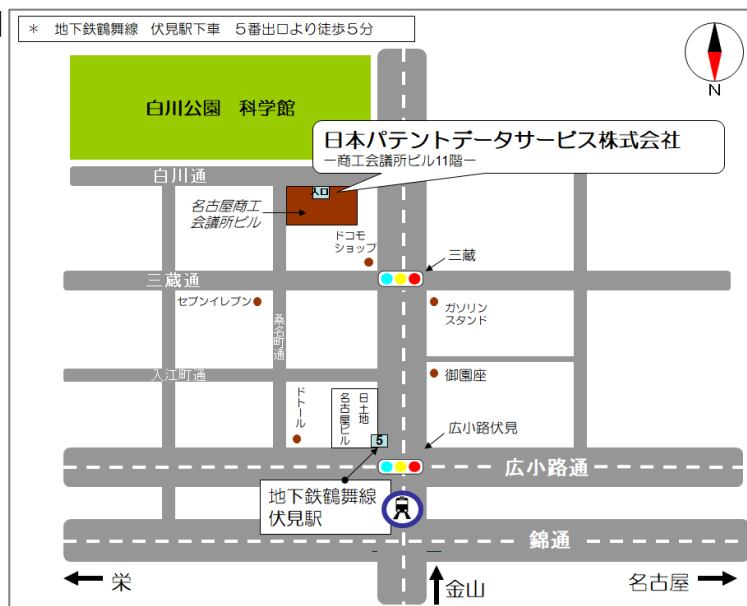 ＊　地下鉄鶴舞線　伏見駅下車　５番出口より徒歩５分
N
白川公園　科学館
日本パテントデータサービス株式会社
－商工会議所ビル11階－
白川通
入口
名古屋商工
会議所ビル
ドコモ
ショップ
三蔵
三蔵通
セブンイレブン
ガソリン
スタンド
桑名町通
入江町通
御園座
ドトール
日土地
名古屋ビル
5
広小路伏見
広小路通
地下鉄鶴舞線
伏見駅
錦通
栄
金山
名古屋